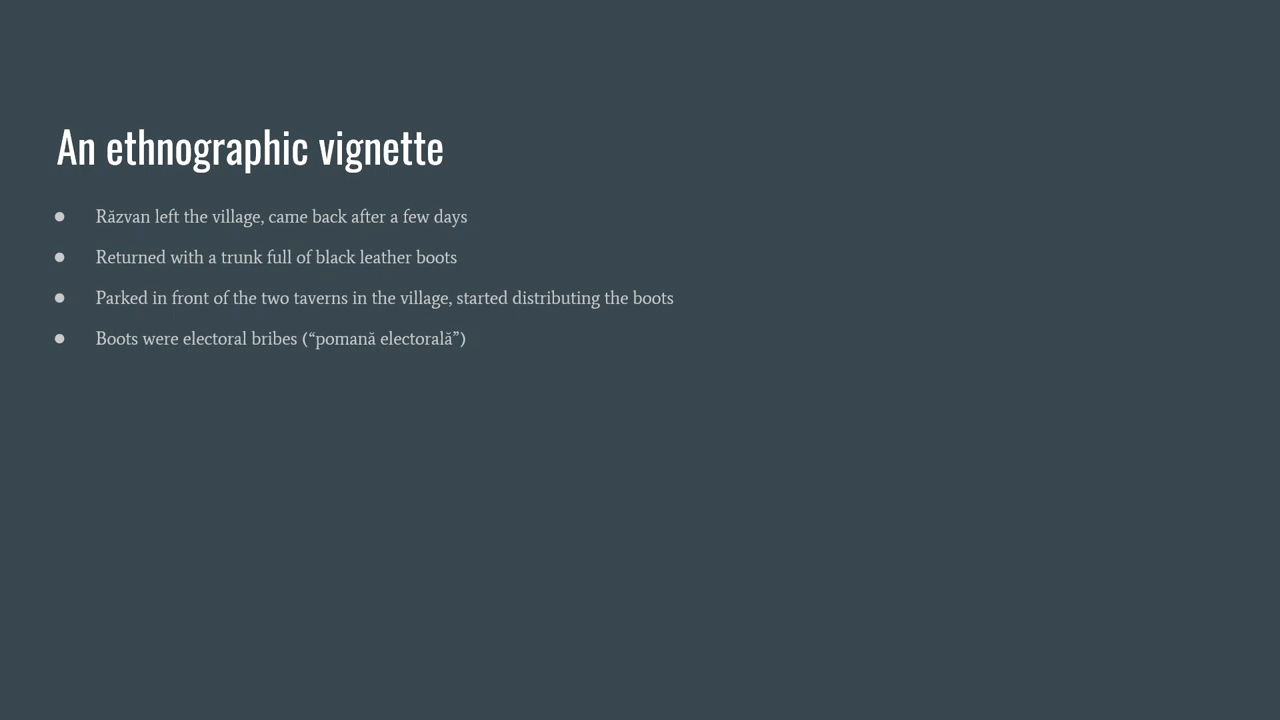 An ethnographic vignette
● Răzvan left the village, came back after a few days
● Returned with a trunk full of black leather boots
● Parked in front of the two taverns in the village, started distributing the boots
● Boots were electoral bribes (“pomană electorală”)